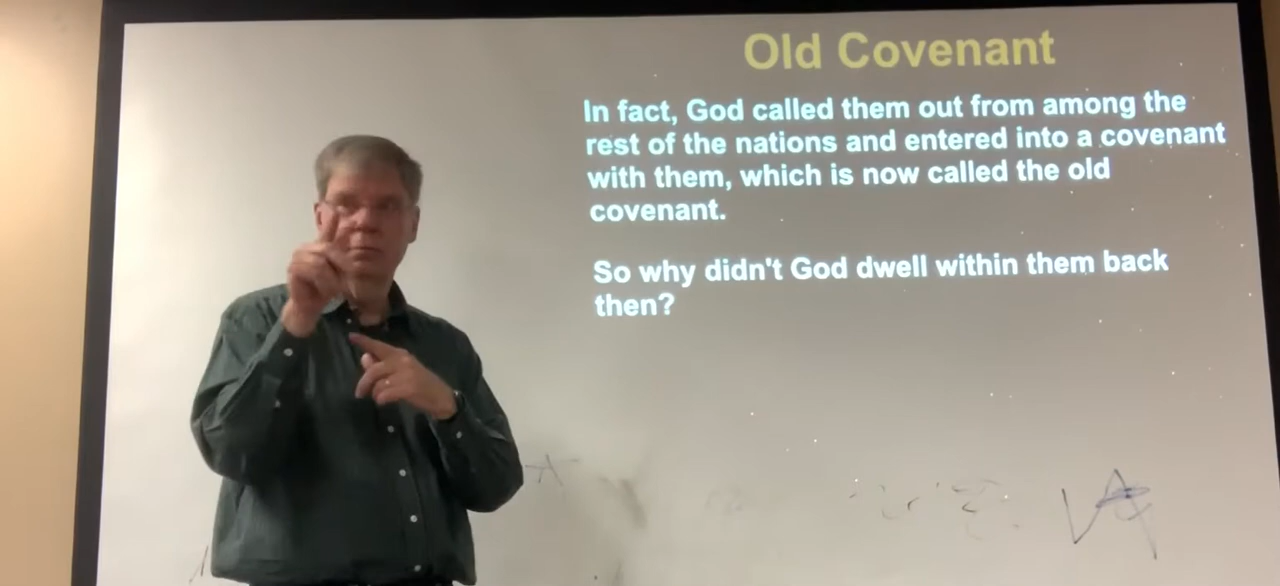 Old Covenant
In fact, God called them out from among the
rest of the nations and entered into a covenant
with them, which is now called the old
covenant.
So why didn't God dwell within them back
then?